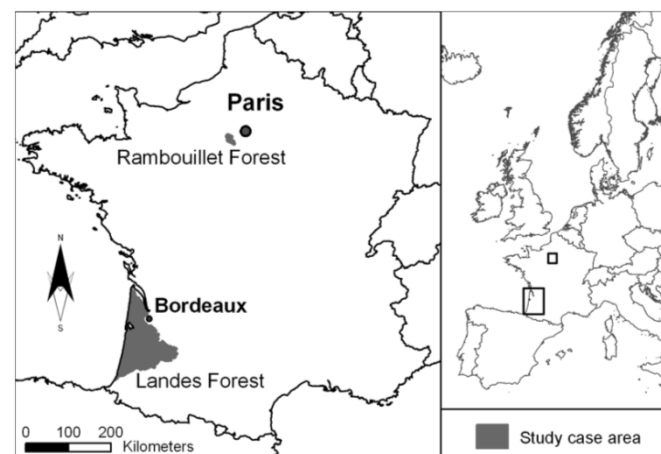 Paris
Rambouillet Forest
N
S
Bordeaux
Landes Forest
0 100 200
Kilometers
Study case area